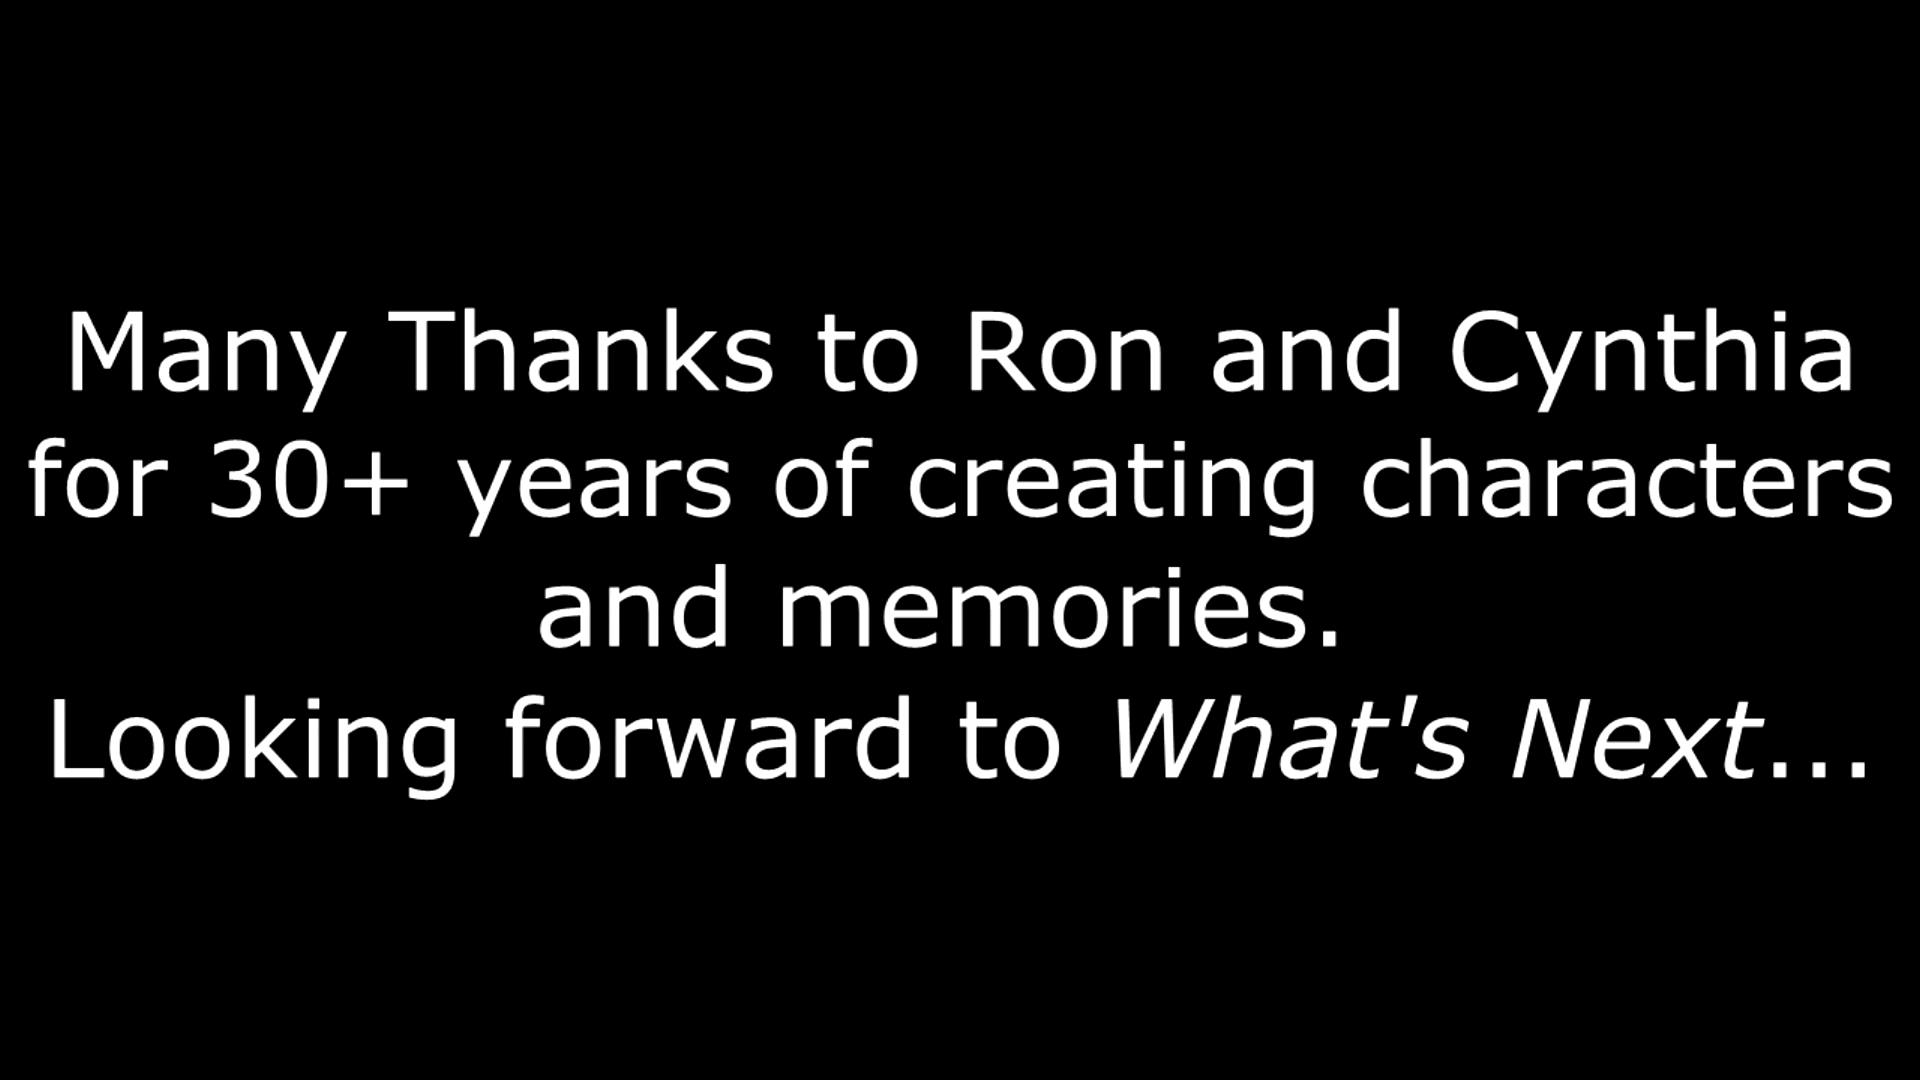 Many Thanks to Ron and Cynthia
for 30+ years of creating characters
and memories.
Looking forward to What's Next...